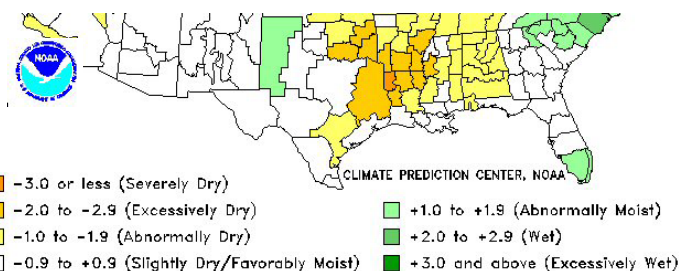 NOAA
CLIMATE PREDICTION CENTER, NOAA
-3.0 or less (Severely Dry)
-2.0 to -2.9 (Excessively Dry)
-1.0 to -1.9 (Abnormally Dry)
-0.9 to +0.9 (Slightly Dry/Favorably Moist)
+1.0 to +1.9 (Abnormally Moist)
+2.0 to +2.9 (Wet)
+3.0 and above (Excessively Wet)